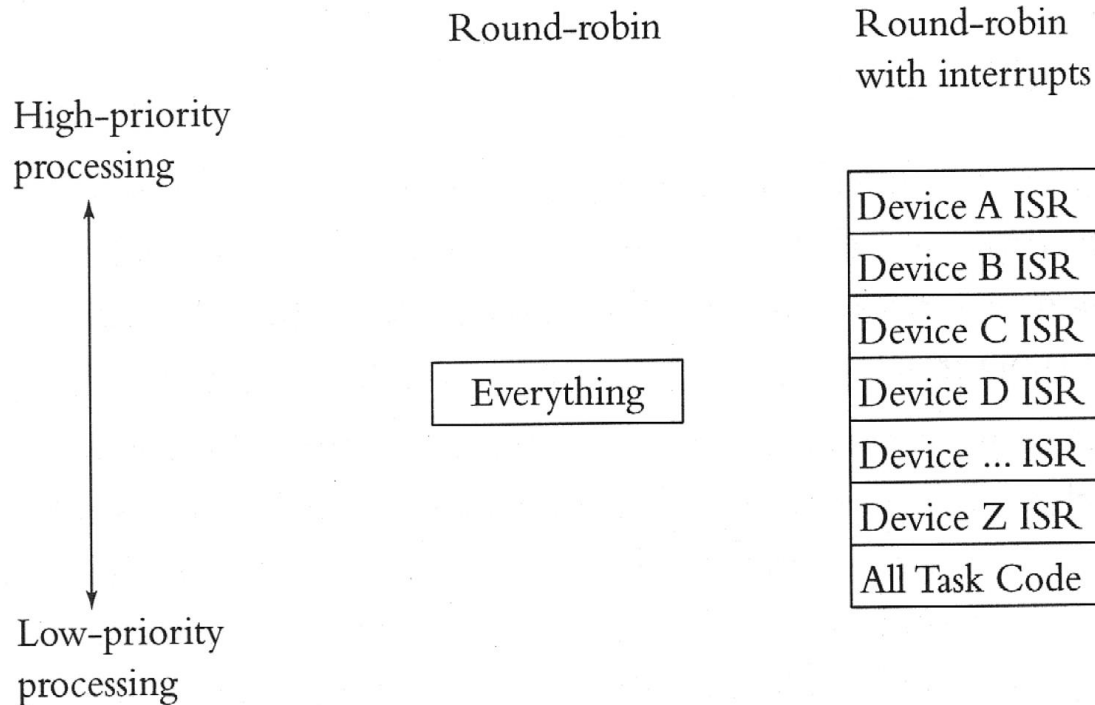 Round-robin
Round-robin
with interrupts
High-priority
processing
Device A ISR
Device B ISR
Device C ISR
Device D ISR
Everything
Device ... ISR
Device Z ISR
All Task Code
Low-priority
processing